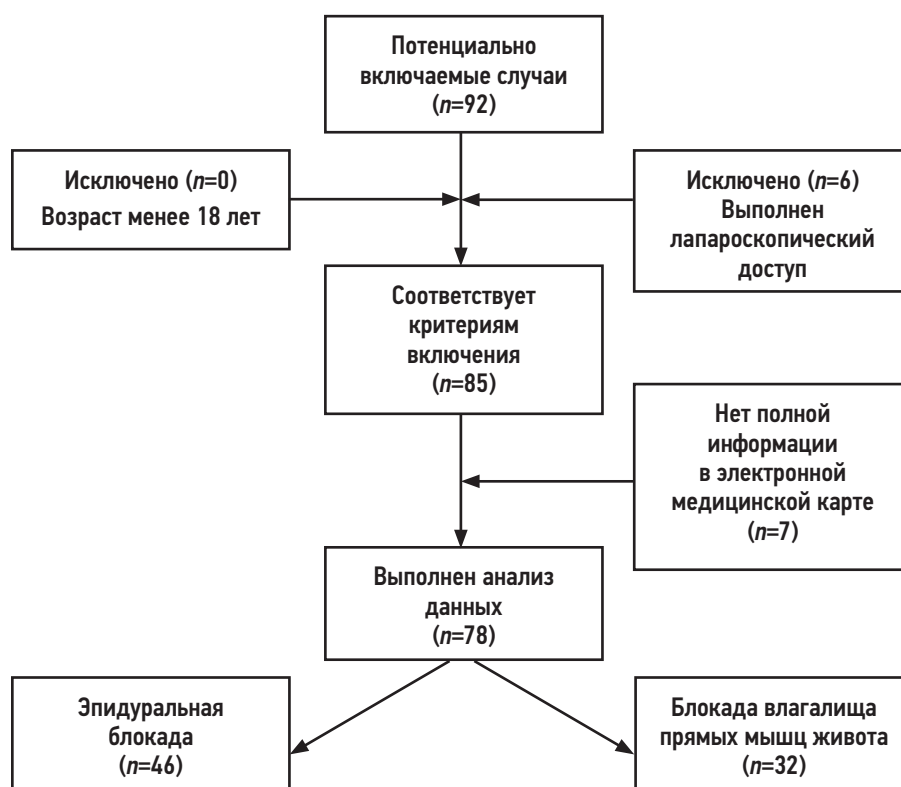 Потенциально
включаемые случаи
(n=92)
Исключено (n=0)
Возраст менее 18 лет
Исключено (n=6)
Выполнен
лапароскопический
доступ
Соответствует
критериям
включения
(n=85)
Нет полной
информации
в электронной
медицинской карте
(n=7)
Выполнен анализ
данных
(n=78)
Эпидуральная
блокада
(n=46)
Блокада влагалища
прямых мышц живота
(n=32)